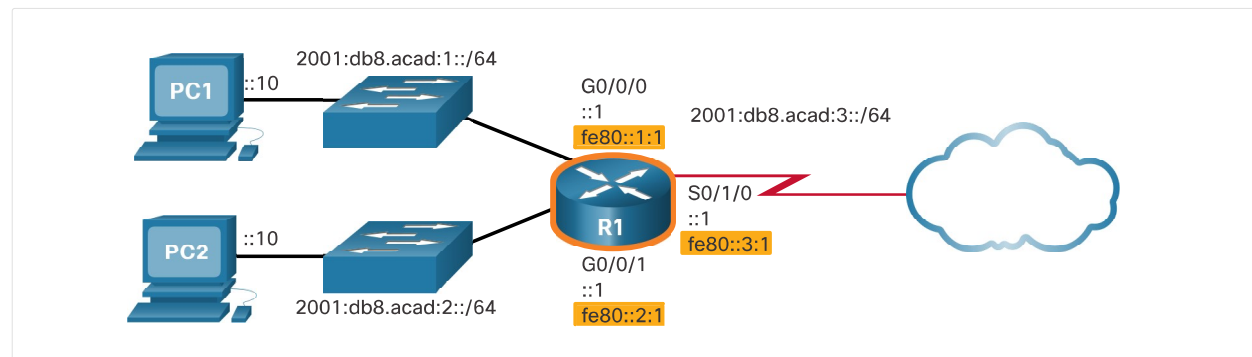 2001:db8.acad:1::/64
PC1
::10
G0/0/0
::1
fe80::1:1
2001:db8.acad:3::/64
S0/1/0
::1
fe80::3:1
R1
PC2
::10
G0/0/1
::1
fe80::2:1
2001:db8.acad:2::/64